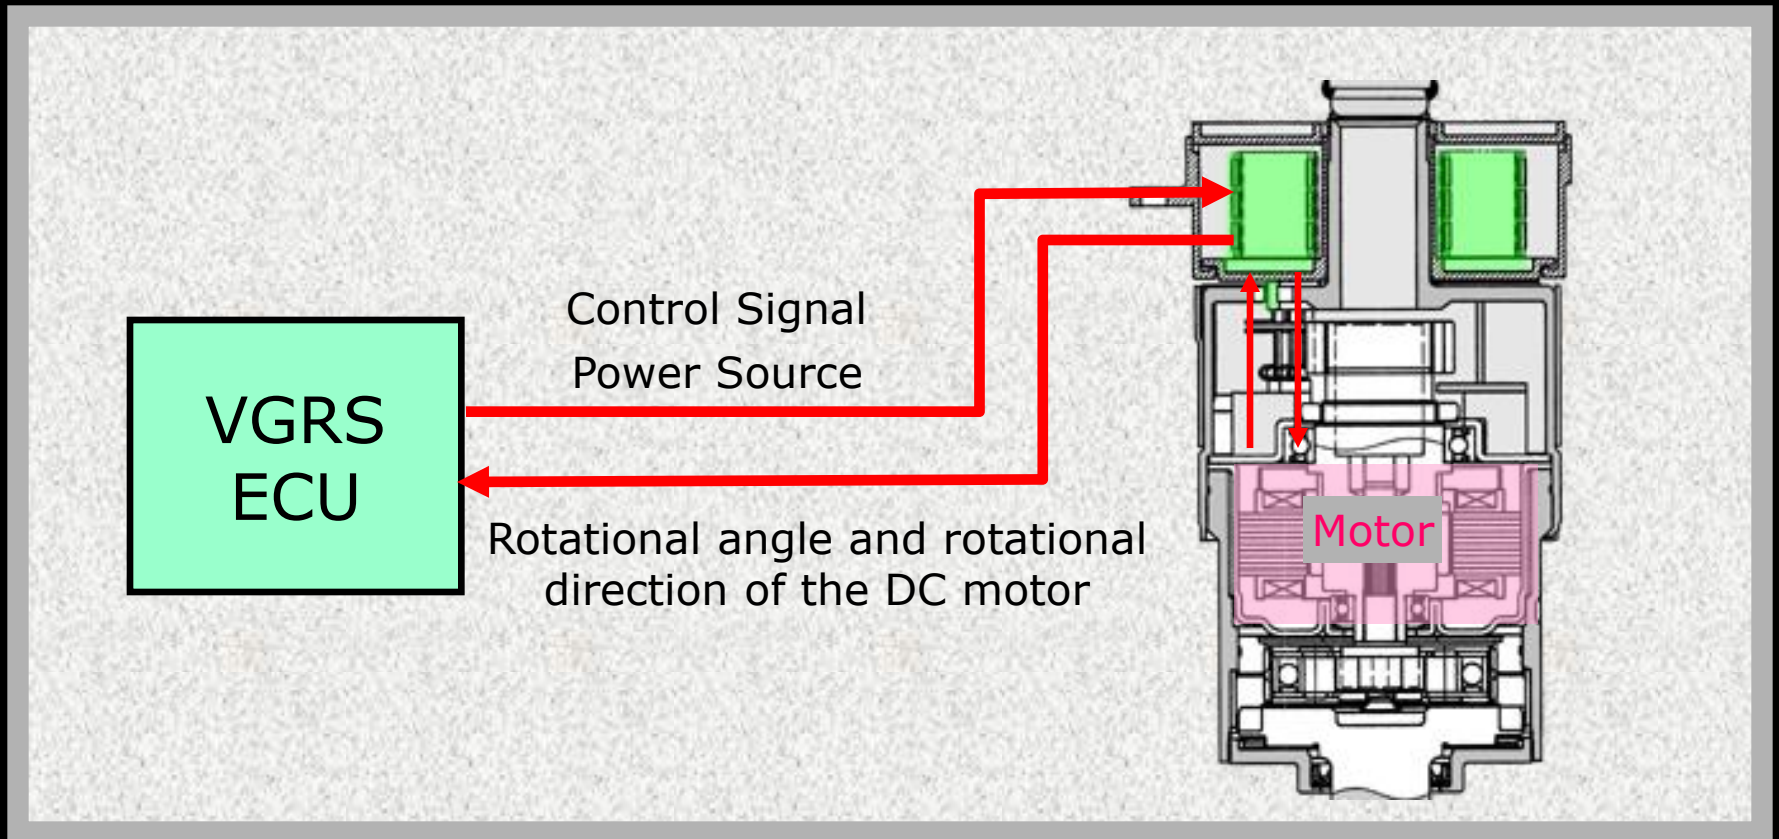 Control Signal
Power Source
VGRS
ECU
Motor
Rotational angle and rotational
direction of the DC motor